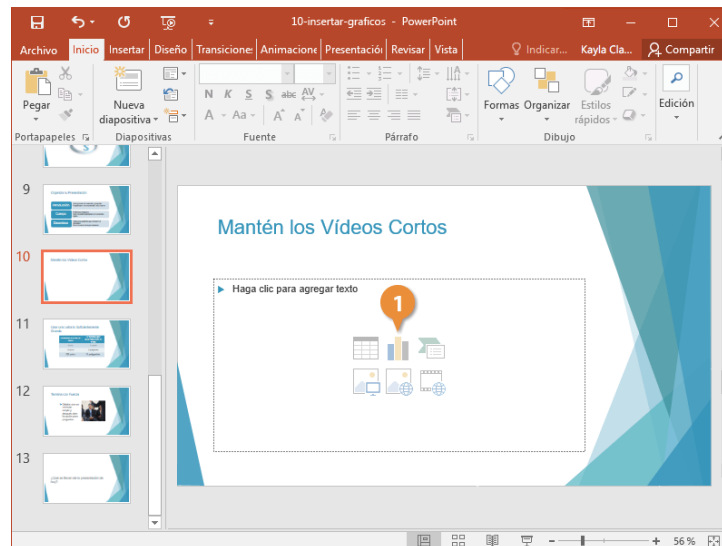 10-insertar-graficos - PowerPoint
Archivo Inicio Insertar Diseño Transicione: Animacione Presentació Revisar Vista Indicar... Kayla Cla... Compartir
Pegar
Nueva
diapositiva
N K S S abc AV
A Aa A A
Formas Organizar Estilos
rápidos
Edición
Portapapeles Diapositivas Fuente Párrafo Dibujo
9
10
11
12
13
Mantén los Vídeos Cortos
Haga clic para agregar texto
1
56 %